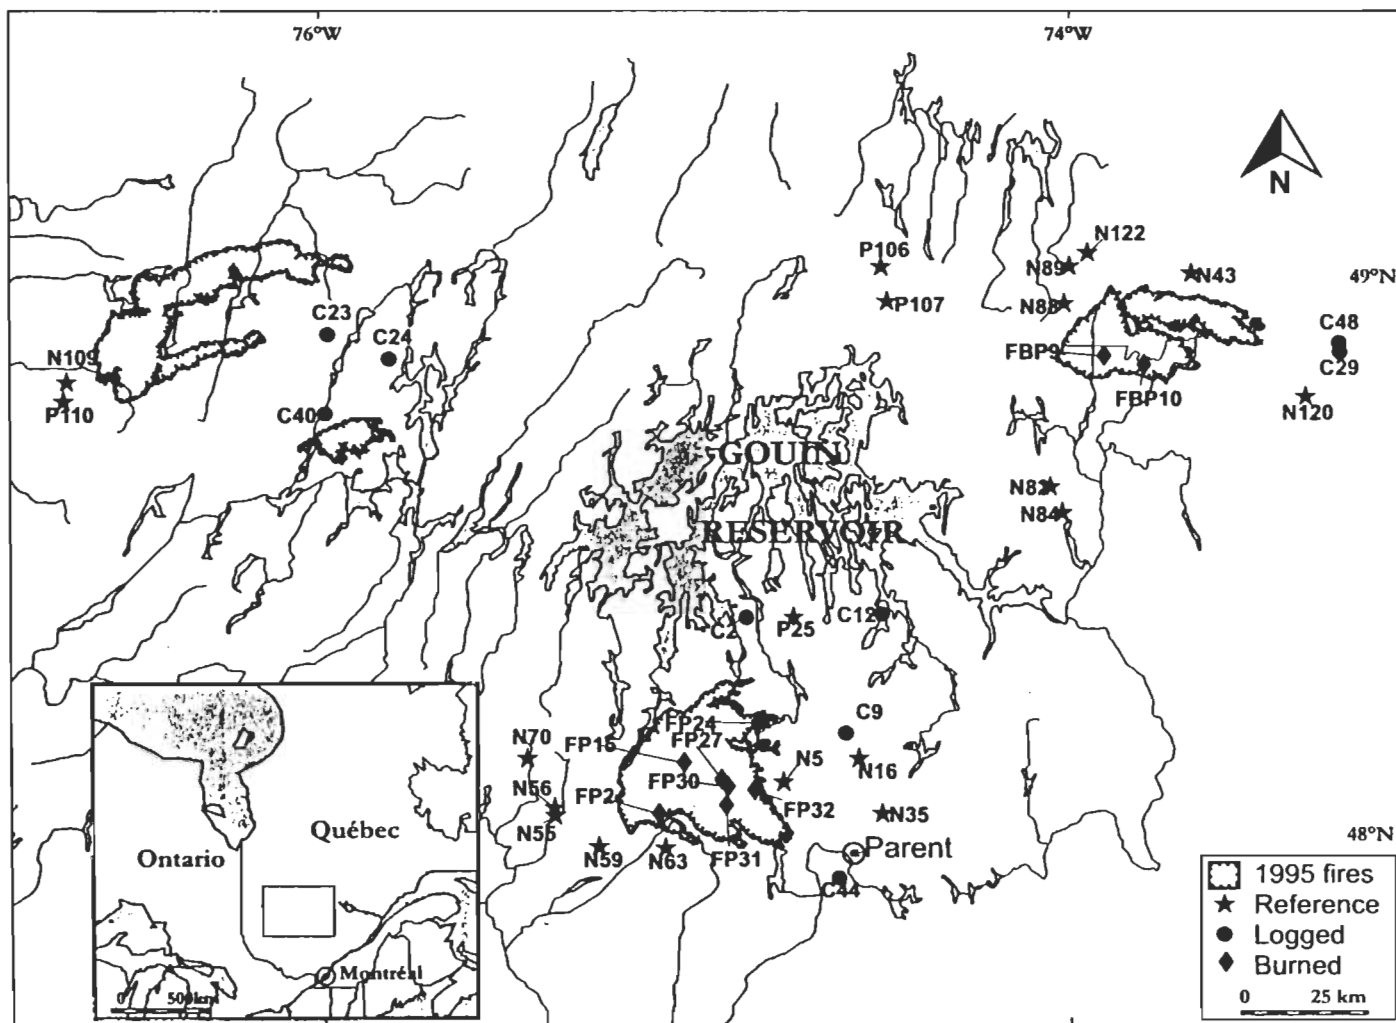 76°W
74°W
N
N122
P106
N89
N43
49°N
P107
N88
C23
C24
C48
FBP9
N109
C29
FBP10
P110
C40
N120
GOUIN
N82
RESERVOIR
N84
C2
P25
C12
C9
FP24
N70
FP15
FP27
N5
N16
N56
FP30
FP2
FP32
N35
N55
Québec
48°N
Ontario
N59
N63
FP31
Parent
C44
1995 fires
Reference
Logged
Burned
Montréal
0 500km
0 25 km